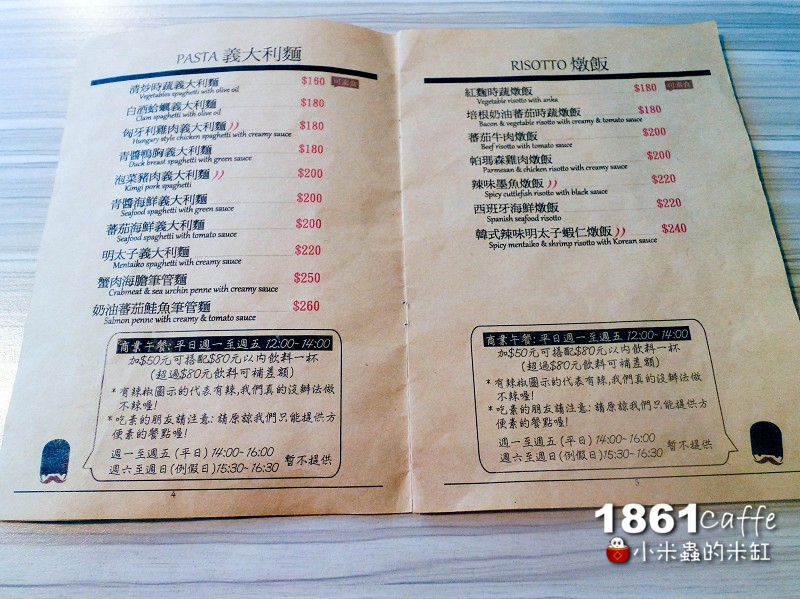 PASTA 義大利麵
清炒時蔬義大利麵 $160 可素食
Vegetables spaghetti with olive oil
白酒蛤蠣義大利麵 $180
Clam spaghetti with olive oil
匈牙利雞肉義大利麵 $180
Hungary style chicken spaghetti with creamy sauce
青醬鴨胸義大利麵 $180
Duck breast spaghetti with green sauce
泡菜豬肉義大利麵 $200
Kimgi pork spaghetti
青醬海鮮義大利麵 $200
Seafood spaghetti with green sauce
蕃茄海鮮義大利麵 $200
Seafood spaghetti with tomato sauce
明太子義大利麵 $220
Mentaiko spaghetti with creamy sauce
蟹肉海膽筆管麵 $250
Crabmeat & sea urchin penne with creamy sauce
奶油蕃茄鮭魚筆管麵 $260
Salmon penne with creamy & tomato sauce
商業午餐:平日週一至週五 12:00~14:00
加$50元可搭配$80元以內飲料一杯
(超過$80元飲料可補差額)
*有辣椒圖示的代表有辣,我們真的沒辦法做
不辣喔!
*吃素的朋友請注意:請原諒我們只能提供方
便素的餐點喔!
週一至週五(平日)14:00~16:00
週六至週日(例假日)15:30~16:30 暫不提供
4
RISOTTO 燉飯
紅麴時蔬燉飯 $180 可素食
Vegetable risotto with anka
培根奶油蕃茄時蔬燉飯 $180
Bacon & vegetable risotto with creamy & tomato sauce
蕃茄牛肉燉飯 $200
Beef risotto with tomato sauce
帕瑪森雞肉燉飯 $200
Parmesan & chicken risotto with creamy sauce
辣味墨魚燉飯 $220
Spicy cuttlefish risotto with black sauce
西班牙海鮮燉飯 $220
Spanish seafood risotto
韓式辣味明太子蝦仁燉飯 $240
Spicy mentaiko & shrimp risotto with Korean sauce
商業午餐:平日週一至週五 12:00~14:00
加$50元可搭配$80元以內飲料一杯
(超過$80元飲料可補差額)
*有辣椒圖示的代表有辣,我們真的沒辦法做
不辣喔!
*吃素的朋友請注意:請原諒我們只能提供方
便素的餐點喔!
週一至週五(平日)14:00~16:00
週六至週日(例假日)15:30~16:30 暫不提供
5
1861Caffe
小米蟲的米缸